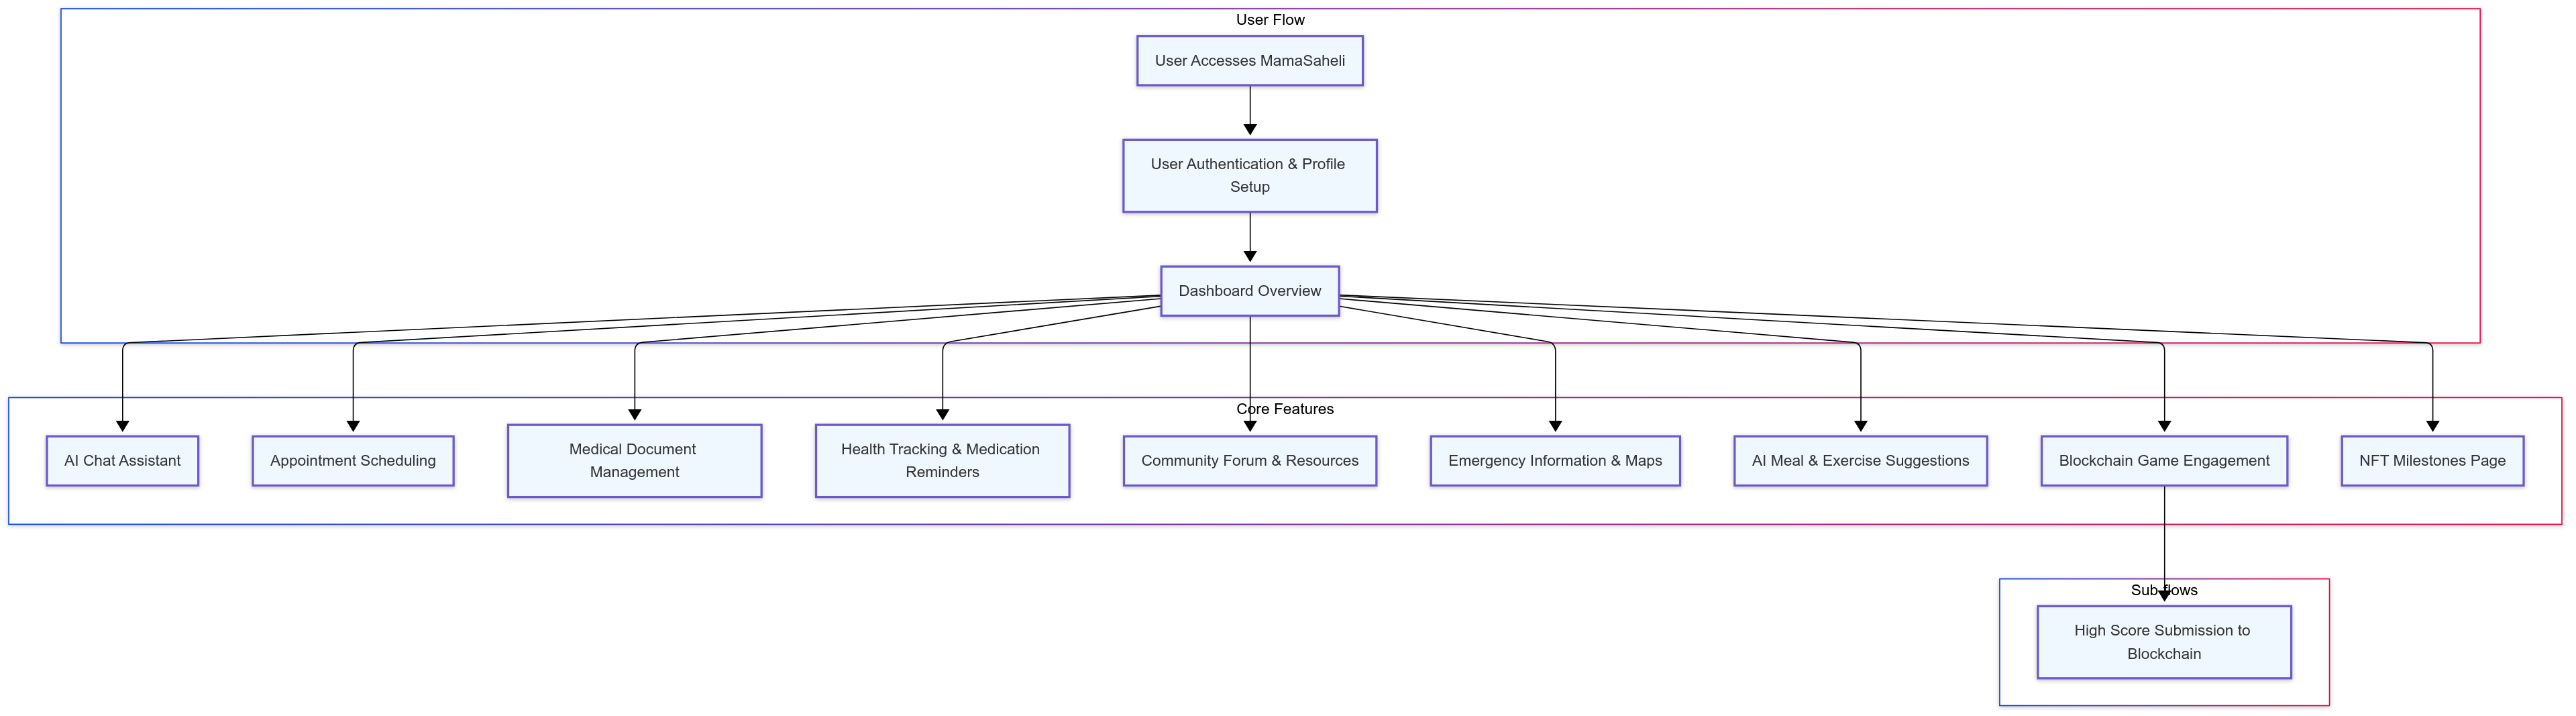 User Flow
User Accesses MamaSaheli
User Authentication & Profile
Setup
Dashboard Overview
Core Features
AI Chat Assistant
Appointment Scheduling
Medical Document
Management
Health Tracking & Medication
Reminders
Community Forum & Resources
Emergency Information & Maps
AI Meal & Exercise Suggestions
Blockchain Game Engagement
NFT Milestones Page
Sub-flows
High Score Submission to
Blockchain